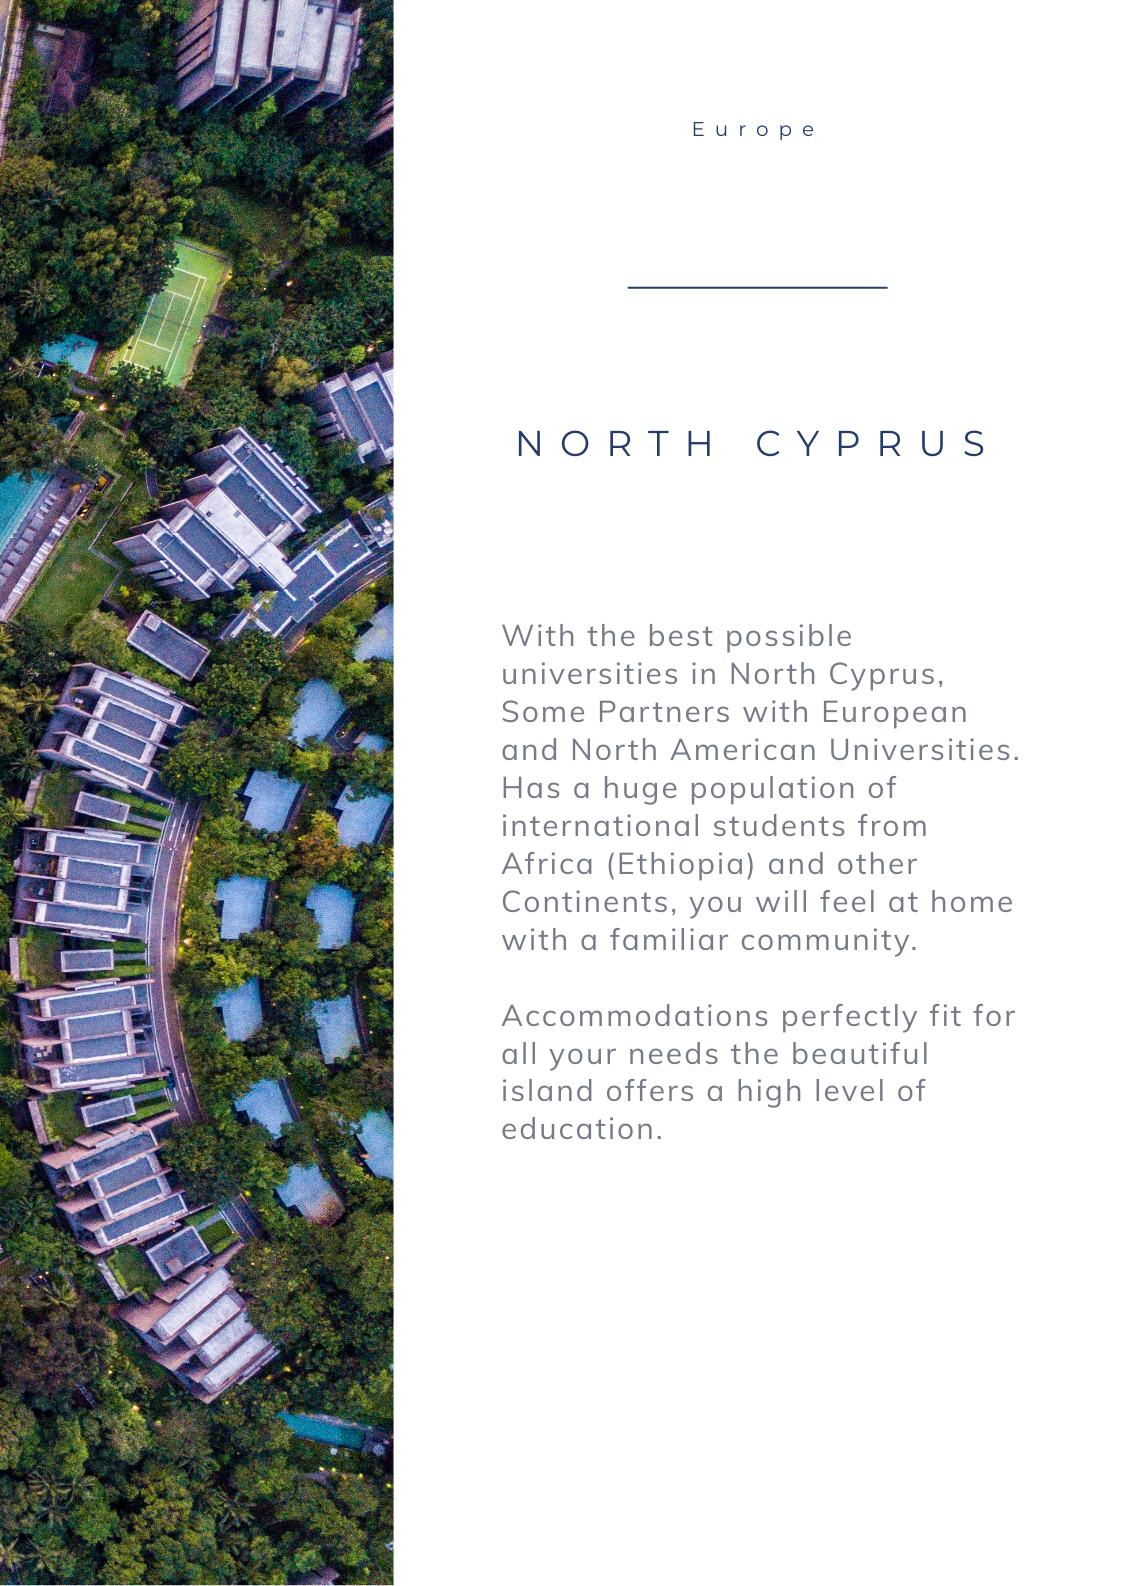 Europe
NORTH CYPRUS
With the best possible
universities in North Cyprus,
Some Partners with European
and North American Universities.
Has a huge population of
international students from
Africa (Ethiopia) and other
Continents, you will feel at home
with a familiar community.
Accommodations perfectly fit for
all your needs the beautiful
island offers a high level of
education.